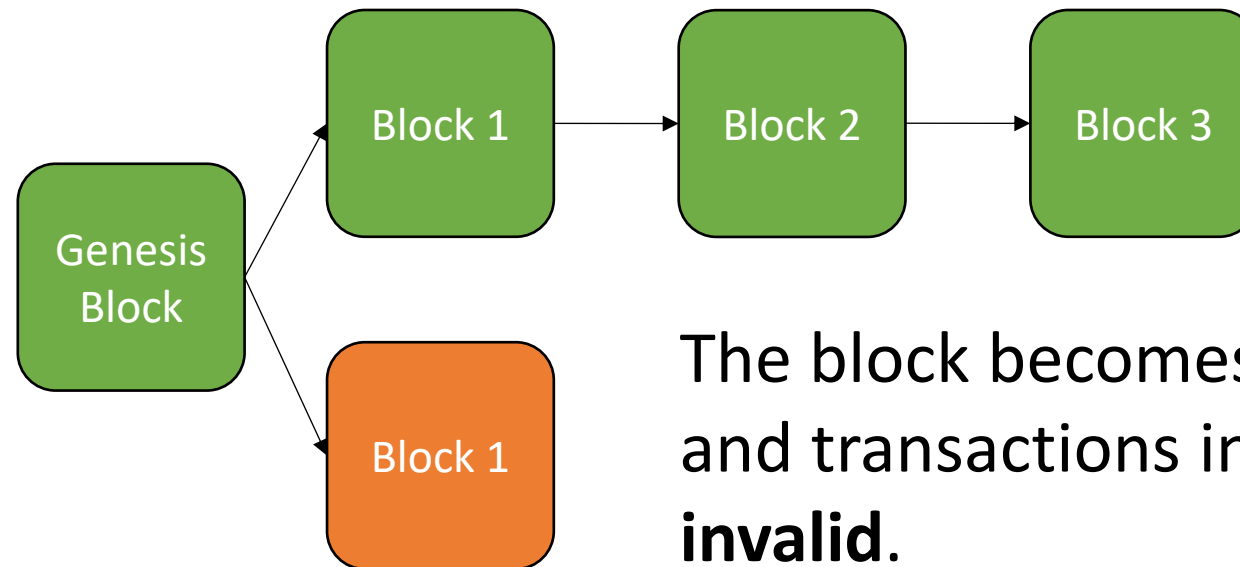 Block 1
Block 2
Block 3
Genesis
Block
Block 1
The block becomes
and transactions in
invalid.